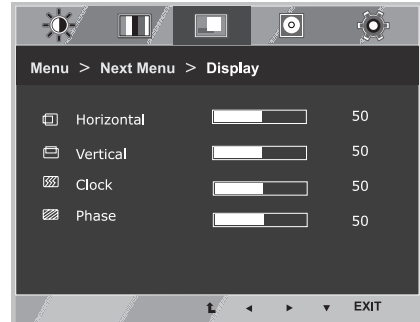 Menu > Next Menu > Display
Horizontal 50
Vertical 50
Clock 50
Phase 50
EXIT